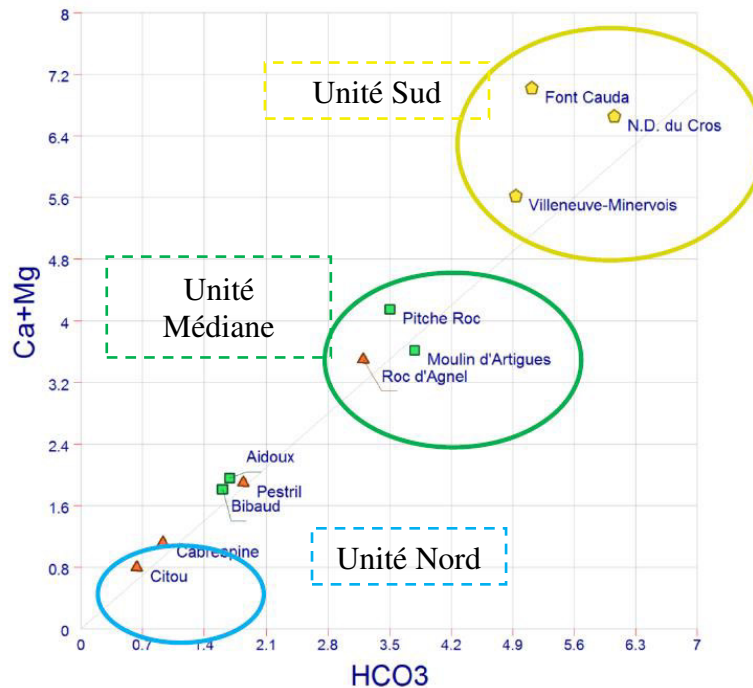 8
7.2
6.4
5.6
4.8
4
3.2
2.4
1.6
0.8
0
Ca+Mg
Unité Sud
Font Cauda
N.D. du Cros
Villeneuve-Minervois
Unité
Médiane
Pitche Roc
Moulin d'Artigues
Roc d'Agnel
Aidoux
Pestril
Bibaud
Unité Nord
Cabrespine
Citou
0 0.7 1.4 2.1 2.8 3.5 4.2 4.9 5.6 6.3 7
HCO3